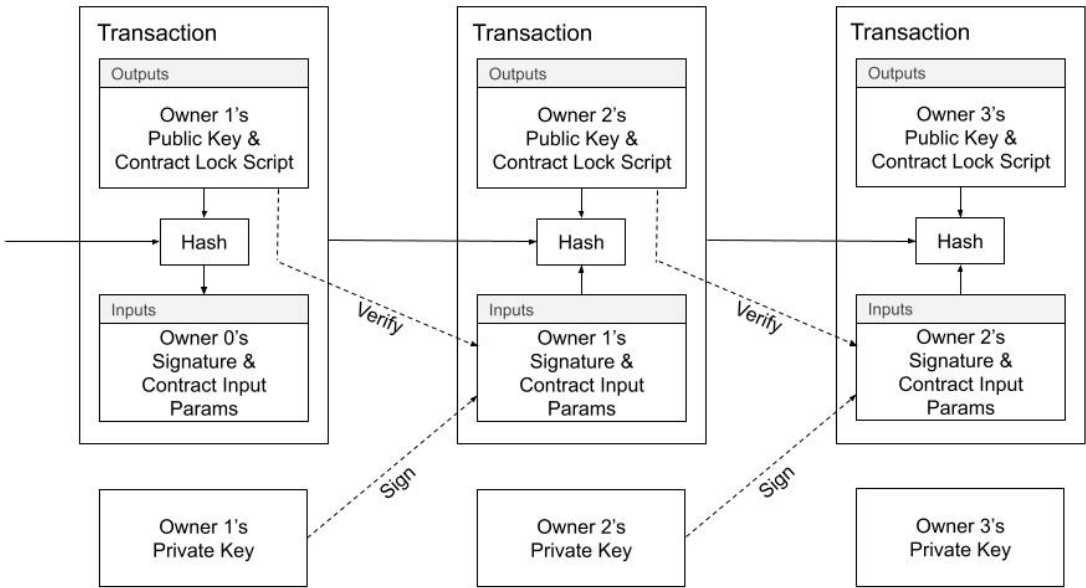 Transaction
Outputs
Owner 1's
Public Key &
Contract Lock Script
Hash
Inputs
Owner 0's
Signature &
Contract Input
Params
Verify
Sign
Owner 1's
Private Key
Transaction
Outputs
Owner 2's
Public Key &
Contract Lock Script
Hash
Inputs
Owner 1's
Signature &
Contract Input
Params
Verify
Sign
Owner 2's
Private Key
Transaction
Outputs
Owner 3's
Public Key &
Contract Lock Script
Hash
Inputs
Owner 2's
Signature &
Contract Input
Params
Owner 3's
Private Key